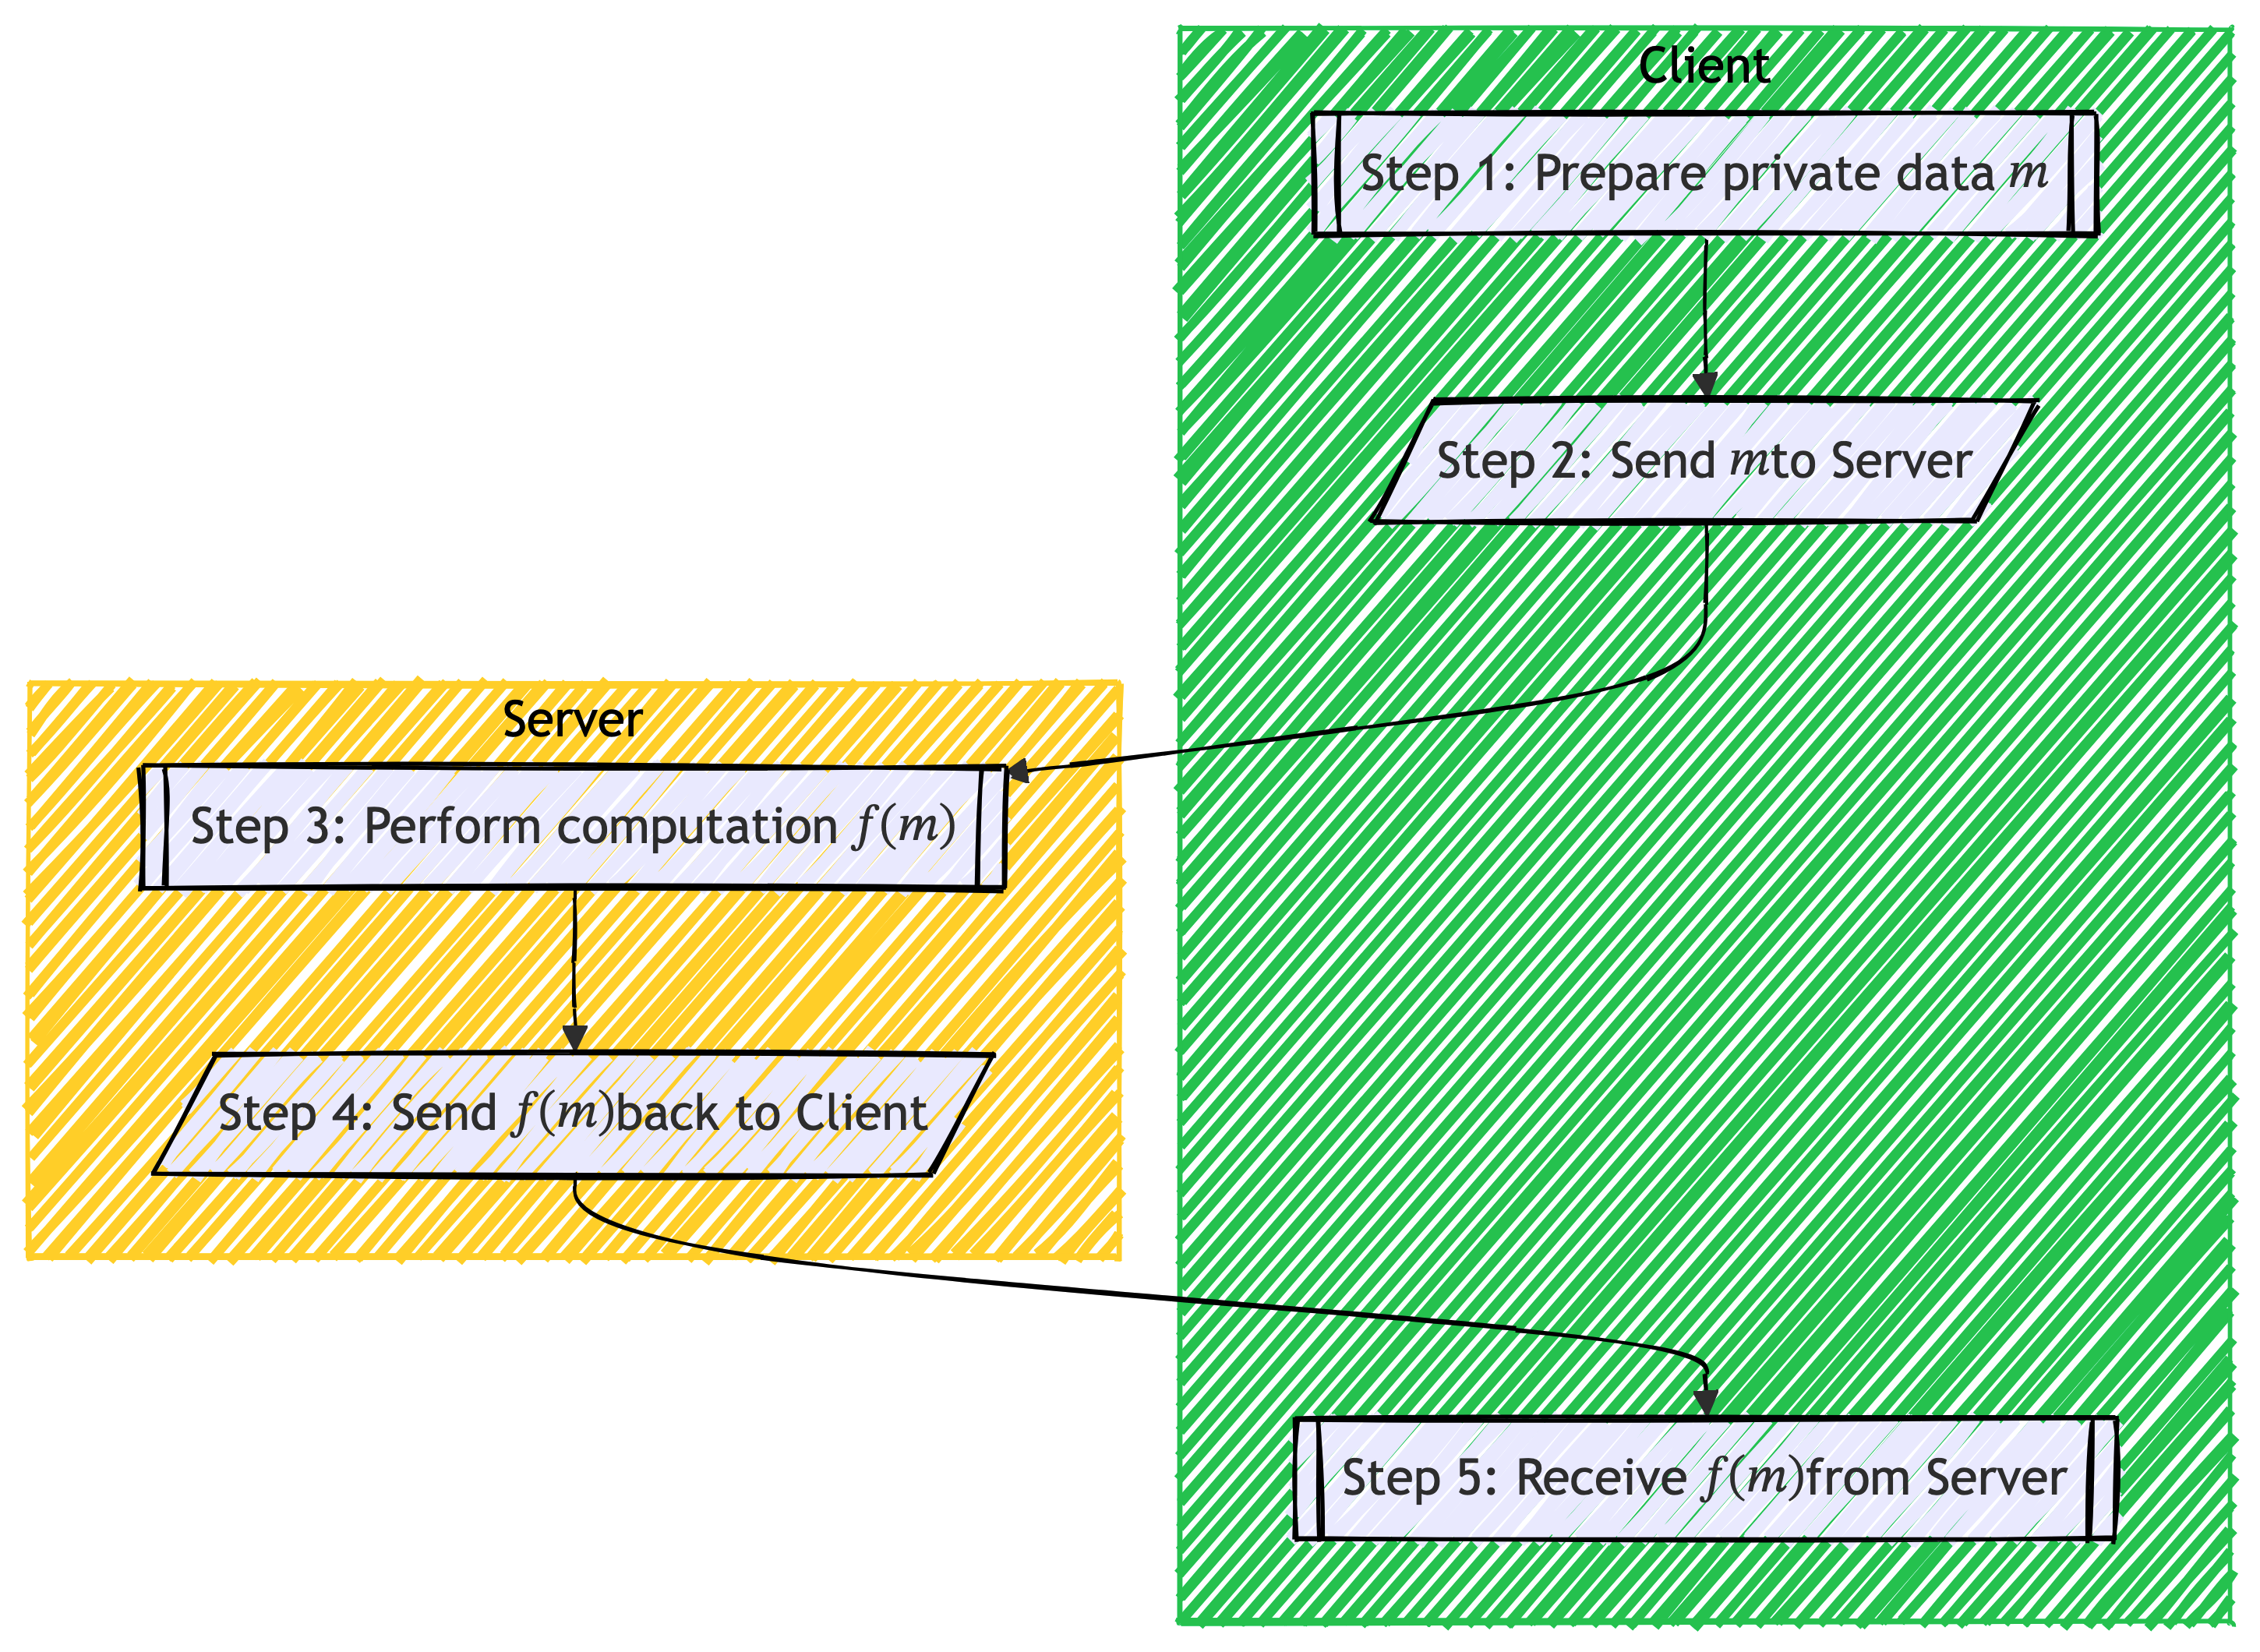 Client
Step 1: Prepare private data m
Step 2: Send mto Server
Server
Step 3: Perform computation f(m)
Step 4: Send f(m)back to Client
Step 5: Receive f(m)from Server